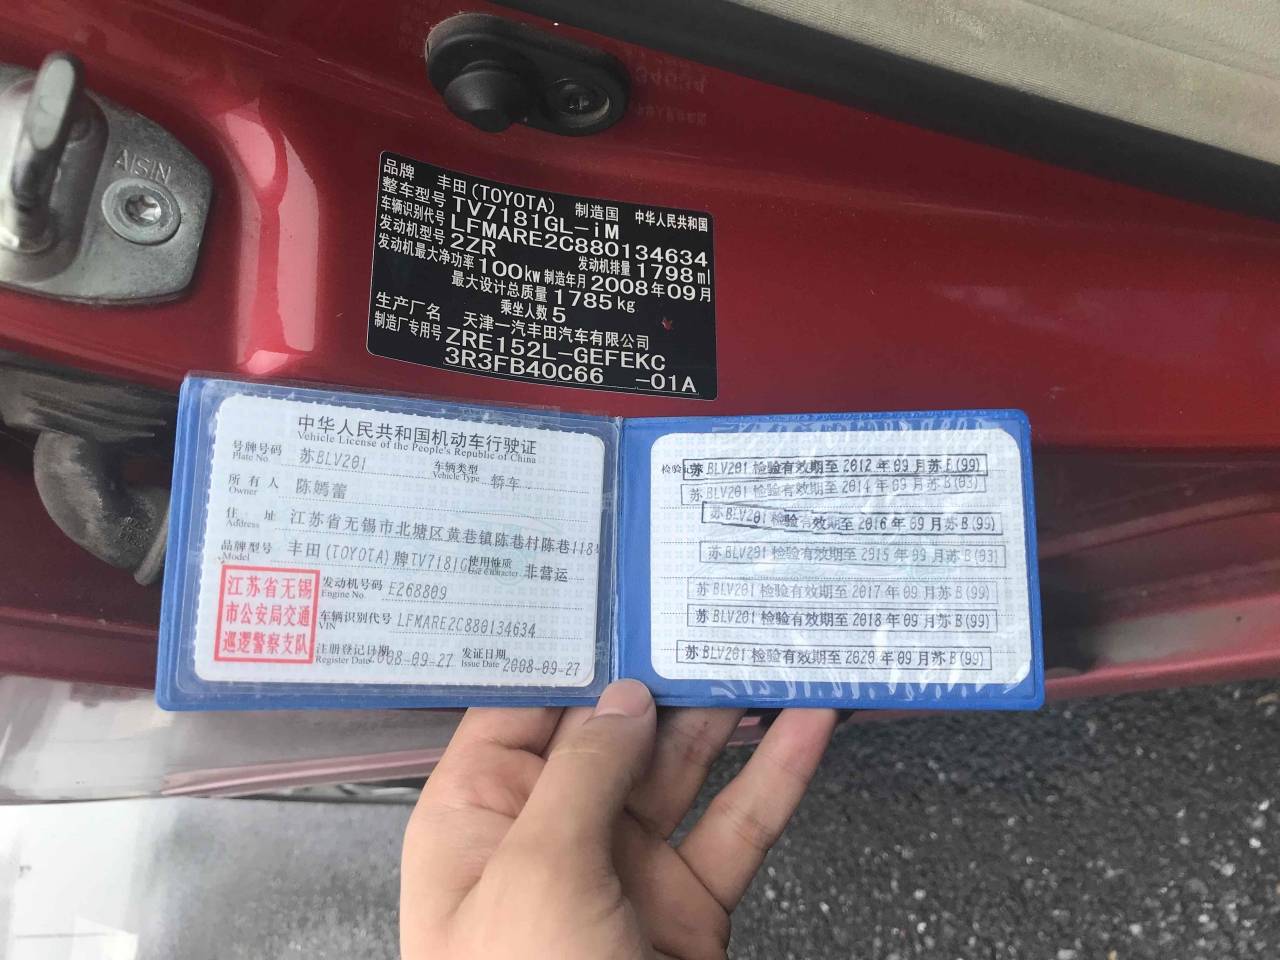 AISIN
品牌 丰田(TOYOTA) 制造国 中华人民共和国
整车型号 TV7181GL-iM
车辆识别代号 LFMARE2C880134634
发动机型号 2ZR 发动机排量 1798 ml
发动机最大净功率 100kw 制造年月 2008年09月
最大设计总质量 1785kg
乘坐人数 5
生产厂名 天津一汽丰田汽车有限公司
制造厂专用号 ZRE152L-GEFEKC
3R3FB40C66 -01A
中华人民共和国机动车行驶证
Vehicle License of the People's Republic of China
号牌号码 苏BLV201 车辆类型 轿车
Plate No. Vehicle Type
所有人 陈嫣蕾
Owner
住址 江苏省无锡市北塘区黄巷镇陈巷村陈巷118
Address
品牌型号 丰田(TOYOTA)牌TV7181G 使用性质 非营运
Model Use Character
江苏省无锡
市公安局交通
巡逻警察支队
发动机号码 E268809
Engine No.
车辆识别代号 LFMARE2C880134634
VIN
注册登记日期 008-09-27 发证日期 2008-09-27
Register Date Issue Date
检验 苏BLV201 检验有效期至2012年09月苏E(99)
苏BLV201 检验有效期至2014年09月苏B(03)
苏BLV201 检验有效期至2016年09月苏B(99)
苏BLV201 检验有效期至2015年09月苏B(93)
苏BLV201 检验有效期至2017年09月苏B(99)
苏BLV201 检验有效期至2018年09月苏B(99)
苏BLV201 检验有效期至2020年09月苏B(99)